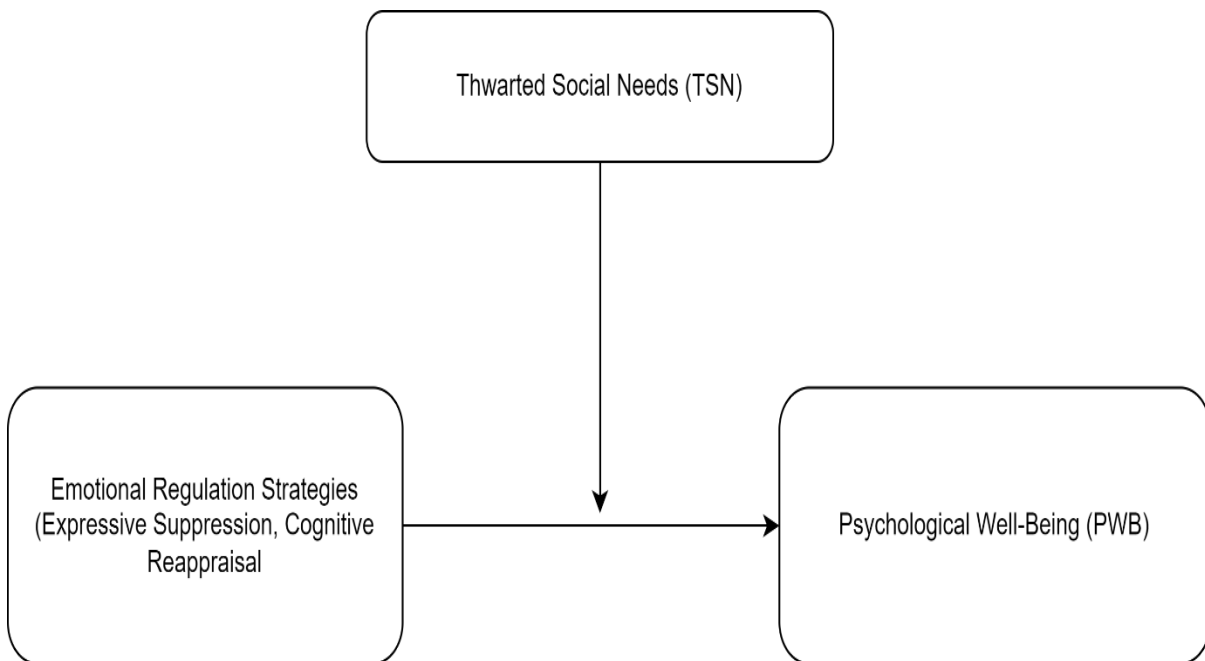 Thwarted Social Needs (TSN)
Emotional Regulation Strategies
(Expressive Suppression, Cognitive
Reappraisal
Psychological Well-Being (PWB)